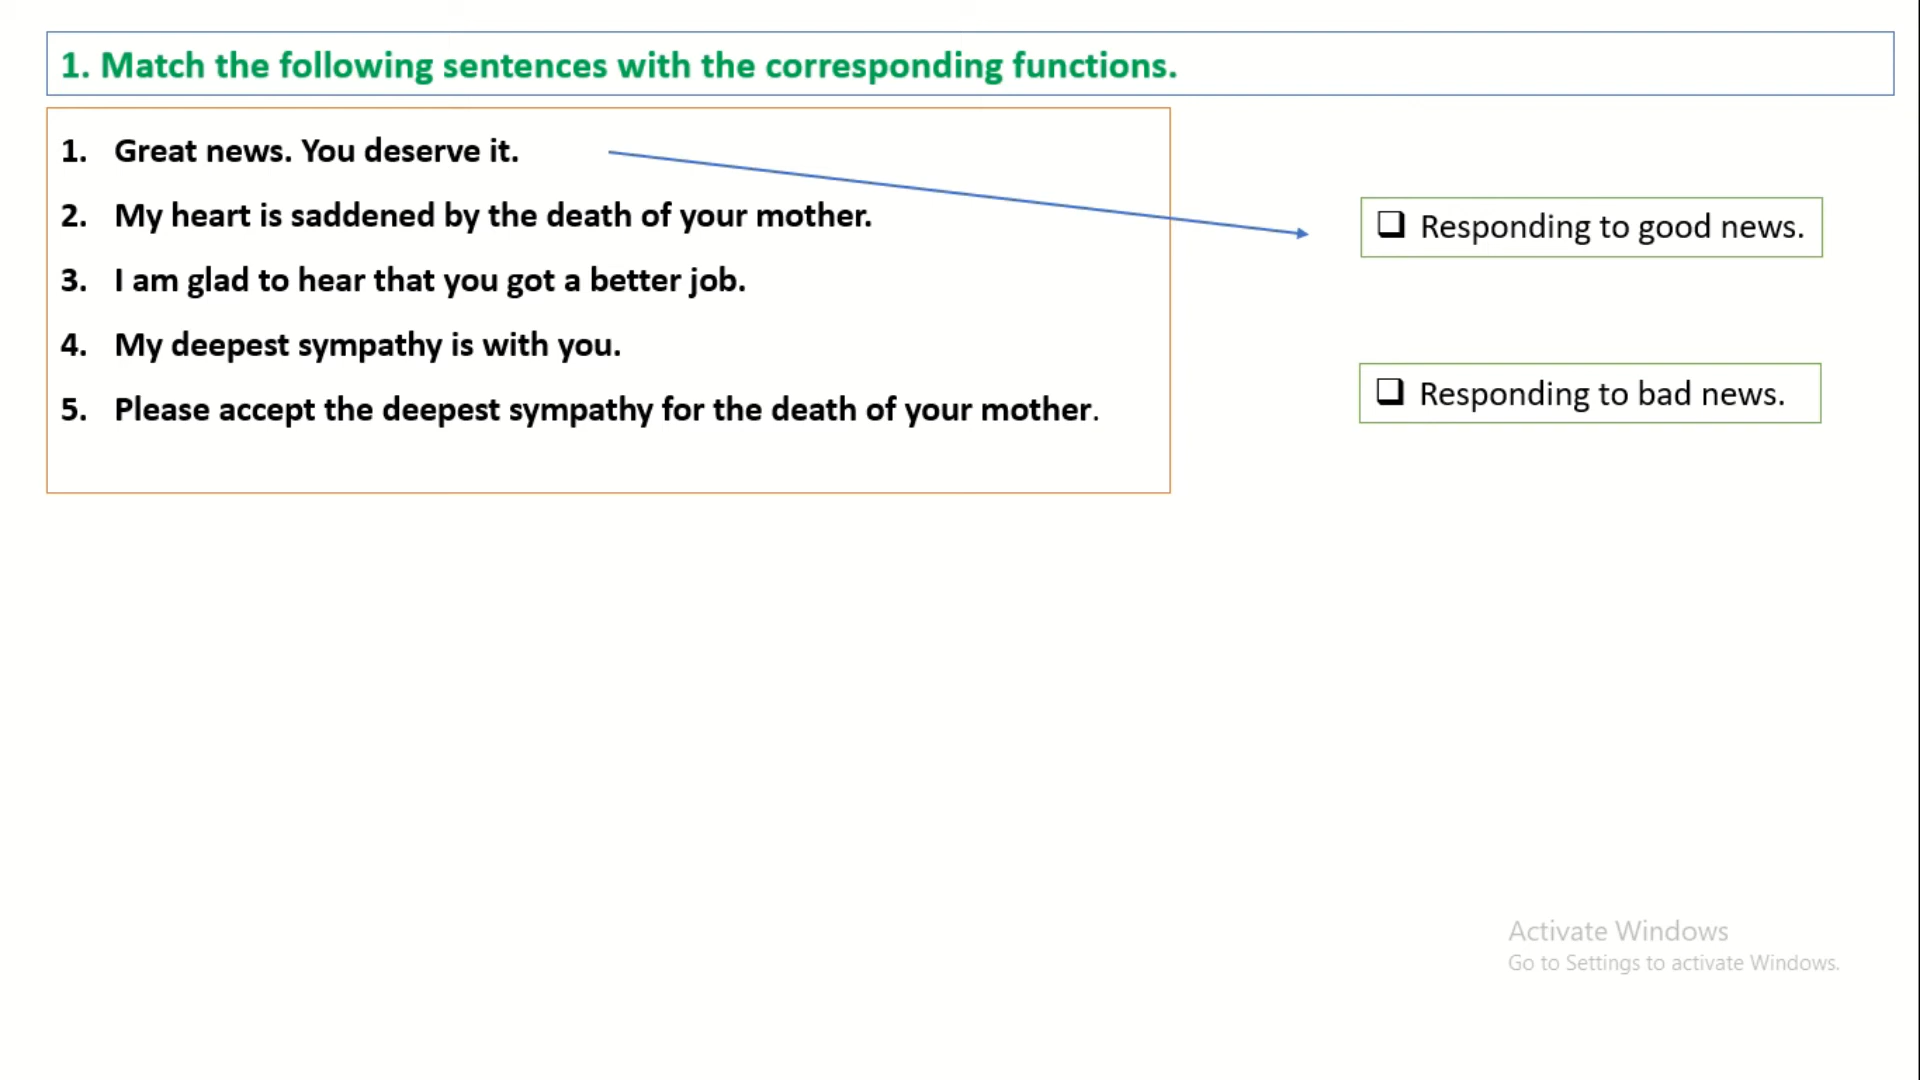 1. Match the following sentences with the corresponding functions.
1. Great news. You deserve it.
2. My heart is saddened by the death of your mother.
3. I am glad to hear that you got a better job.
4. My deepest sympathy is with you.
5. Please accept the deepest sympathy for the death of your mother.
❑ Responding to good news.
❑ Responding to bad news.
Activate Windows
Go to Settings to activate Windows.